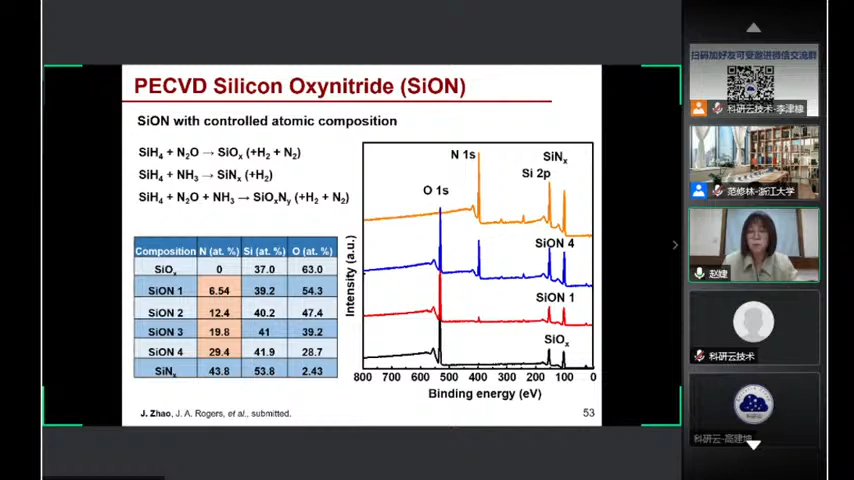 PECVD Silicon Oxynitride (SiON)
SiON with controlled atomic composition
SiH4 + N2O → SiOx (+H2 + N2)
SiH4 + NH3 → SiNx (+H2)
SiH4 + N2O + NH3 → SiOxNy (+H2 + N2)
Composition N (at. %) Si (at. %) O (at. %)
SiOx 0 37.0 63.0
SiON 1 6.54 39.2 54.3
SiON 2 12.4 40.2 47.4
SiON 3 19.8 41 39.2
SiON 4 29.4 41.9 28.7
SiNx 43.8 53.8 2.43
N 1s
SiNx
Si 2p
O 1s
SiON 4
SiON 1
SiOx
Intensity (a.u.)
800 700 600 500 400 300 200 100 0
Binding energy (eV)
J. Zhao, J. A. Rogers, et al., submitted.
53
扫码加好友可受邀进微信交流群
科研云技术-李津
范修林-浙江大学
赵婕
科研云技术
科研云-高建